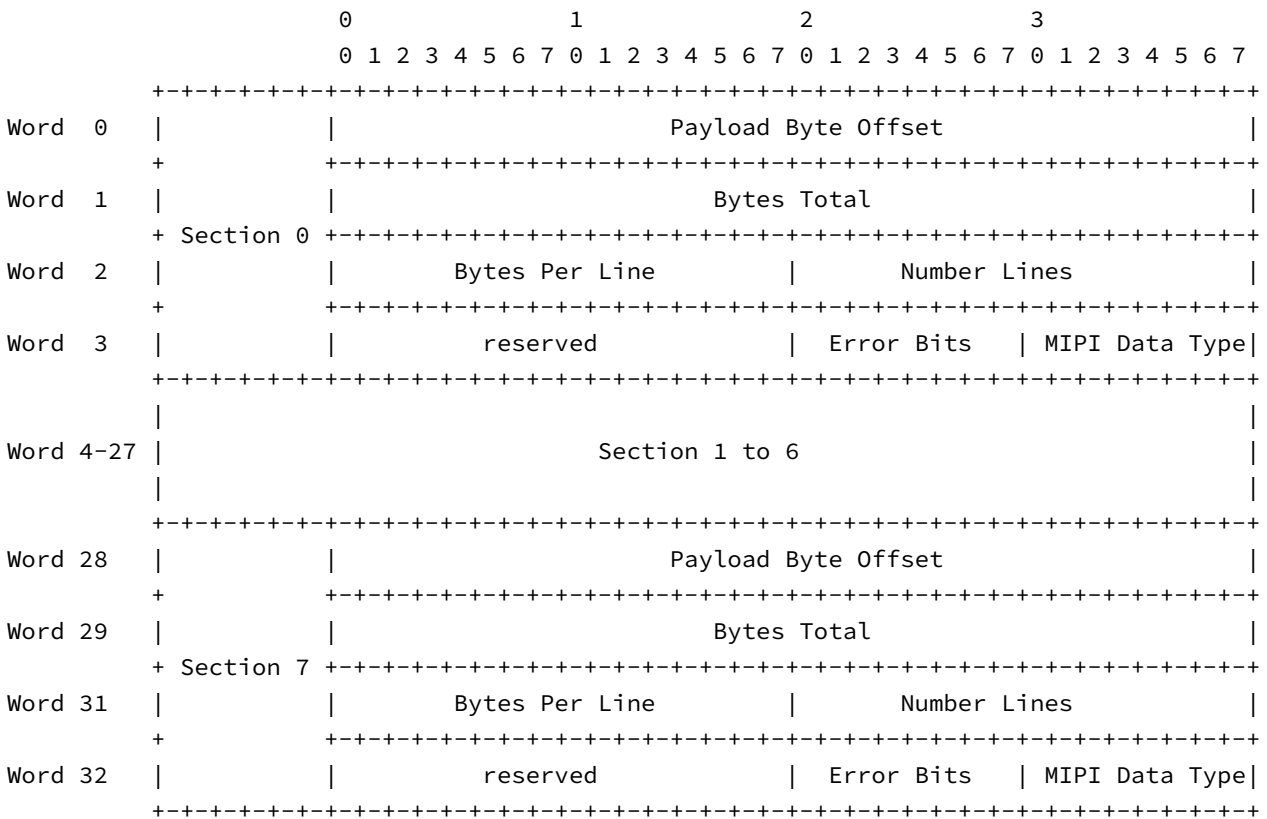 0 1 2 3
0 1 2 3 4 5 6 7 0 1 2 3 4 5 6 7 0 1 2 3 4 5 6 7 0 1 2 3 4 5 6 7
+-+-+-+-+-+-+-+-+-+-+-+-+-+-+-+-+-+-+-+-+-+-+-+-+-+-+-+-+-+-+-+-+-+-+-+-+-+-+
Word 0 | | Payload Byte Offset |
+ +-+-+-+-+-+-+-+-+-+-+-+-+-+-+-+-+-+-+-+-+-+-+-+-+-+-+-+-+-+-+-+-+
Word 1 | | Bytes Total |
+ Section 0 +-+-+-+-+-+-+-+-+-+-+-+-+-+-+-+-+-+-+-+-+-+-+-+-+-+-+-+-+-+-+-+-+
Word 2 | | Bytes Per Line | Number Lines |
+ +-+-+-+-+-+-+-+-+-+-+-+-+-+-+-+-+-+-+-+-+-+-+-+-+-+-+-+-+-+-+-+-+
Word 3 | | reserved | Error Bits | MIPI Data Type|
+-+-+-+-+-+-+-+-+-+-+-+-+-+-+-+-+-+-+-+-+-+-+-+-+-+-+-+-+-+-+-+-+-+-+-+-+-+-+
| |
Word 4-27 | Section 1 to 6 |
| |
+-+-+-+-+-+-+-+-+-+-+-+-+-+-+-+-+-+-+-+-+-+-+-+-+-+-+-+-+-+-+-+-+-+-+-+-+-+-+
Word 28 | | Payload Byte Offset |
+ +-+-+-+-+-+-+-+-+-+-+-+-+-+-+-+-+-+-+-+-+-+-+-+-+-+-+-+-+-+-+-+-+
Word 29 | | Bytes Total |
+ Section 7 +-+-+-+-+-+-+-+-+-+-+-+-+-+-+-+-+-+-+-+-+-+-+-+-+-+-+-+-+-+-+-+-+
Word 31 | | Bytes Per Line | Number Lines |
+ +-+-+-+-+-+-+-+-+-+-+-+-+-+-+-+-+-+-+-+-+-+-+-+-+-+-+-+-+-+-+-+-+
Word 32 | | reserved | Error Bits | MIPI Data Type|
+-+-+-+-+-+-+-+-+-+-+-+-+-+-+-+-+-+-+-+-+-+-+-+-+-+-+-+-+-+-+-+-+-+-+-+-+-+-+